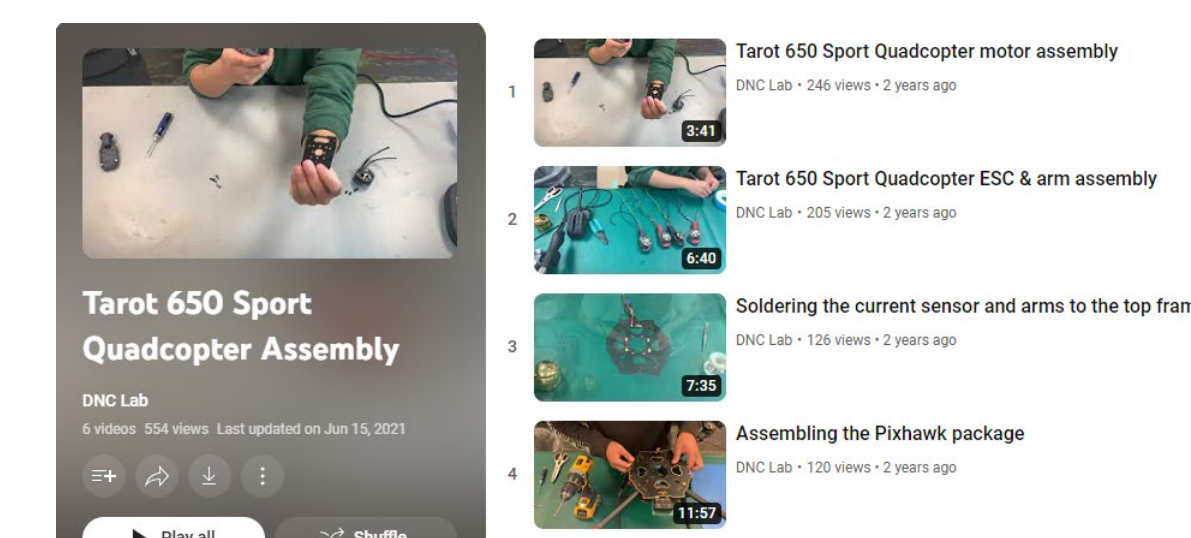 Tarot 650 Sport
Quadcopter Assembly
DNC Lab
6 videos 554 views Last updated on Jun 15, 2021
Play all
Shuffle
1
3:41
Tarot 650 Sport Quadcopter motor assembly
DNC Lab • 246 views • 2 years ago
2
6:40
Tarot 650 Sport Quadcopter ESC & arm assembly
DNC Lab • 205 views • 2 years ago
3
7:35
Soldering the current sensor and arms to the top
DNC Lab • 126 views • 2 years ago
4
11:57
Assembling the Pixhawk package
DNC Lab • 120 views • 2 years ago